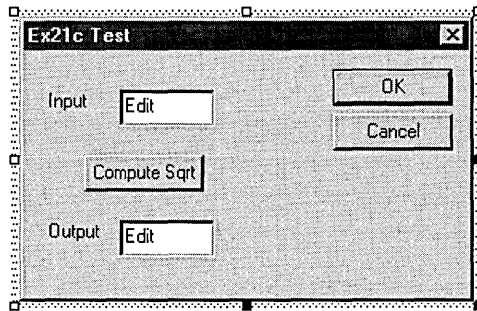 Ex21c Test
Input Edit
OK
Cancel
Compute Sqrt
Output Edit